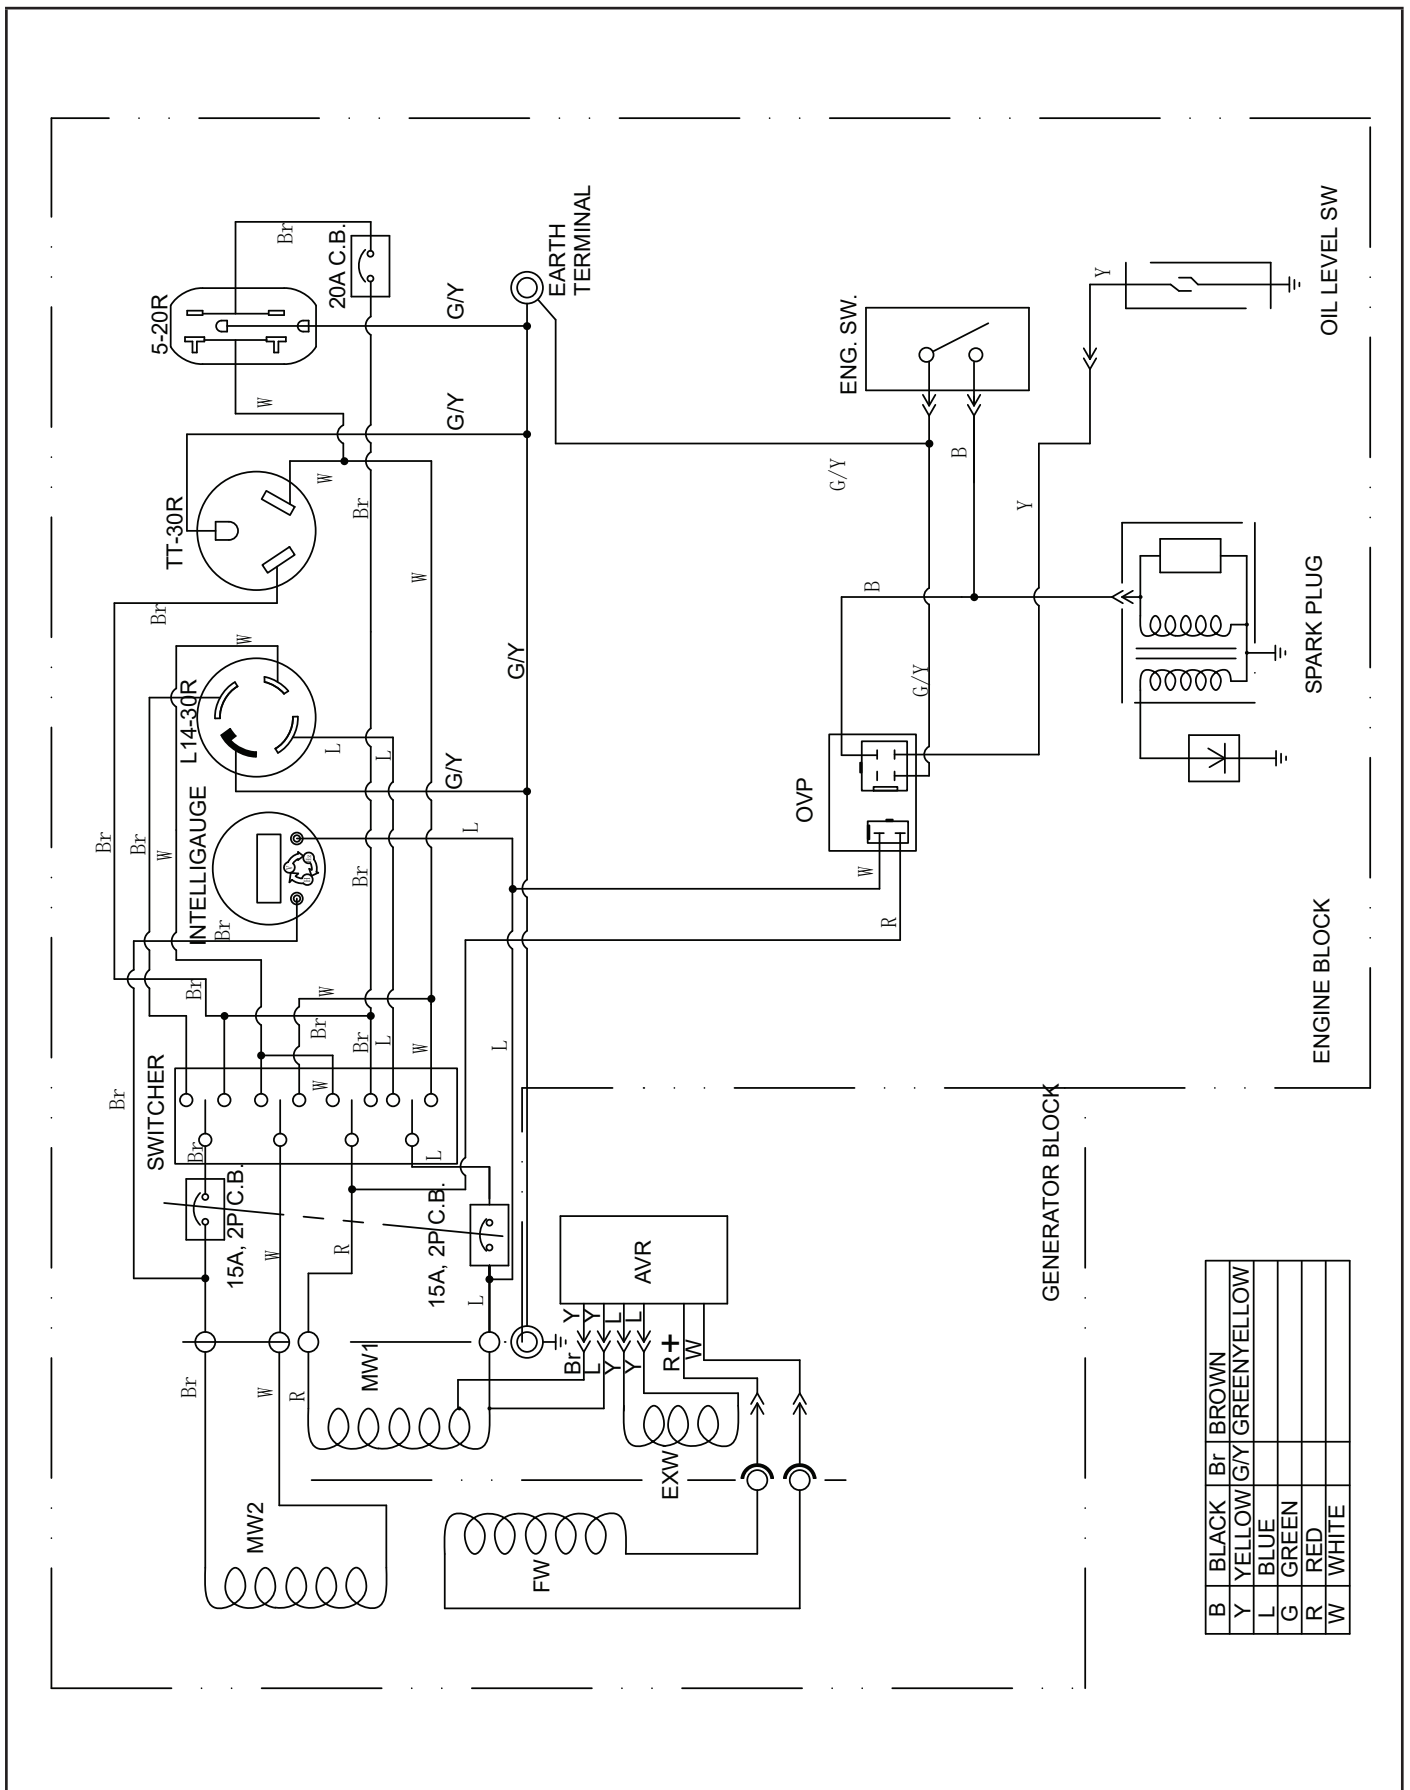 5-20R
Br
20A C.B.
G/Y
EARTH
TERMINAL
W
G/Y
TT-30R
W
Br
Br
W
L14-30R
W
G/Y
L
L
G/Y
INTELLIGAUGE
Br
Br
W
Br
Br
L
Br
W
Br
Br
L
W
L
SWITCHER
Br
W
Br
L
15A, 2P C.B.
15A, 2P C.B.
W
R
L
MW1
Br
W
R
MW2
AVR
Y
Y
L
L
Br
L
Y
Y
R
+
W
EXW
FW
GENERATOR BLOCK
ENG. SW.
G/Y
B
Y
OIL LEVEL SW
Y
B
G/Y
SPARK PLUG
OVP
W
R
ENGINE BLOCK
B BLACK Br BROWN
Y YELLOW G/Y GREENYELLOW
L BLUE
G GREEN
R RED
W WHITE